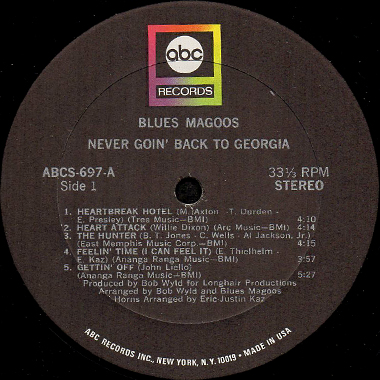 abc
RECORDS
BLUES MAGOOS
NEVER GOIN' BACK TO GEORGIA
ABCS-697-A
Side 1
33⅓ RPM
STEREO
1. HEARTBREAK HOTEL (M. Axton - T. Durden -
E. Presley) (Tree Music—BMI) 4:10
2. HEART ATTACK (Willie Dixon) (Arc Music—BMI) 4:14
3. THE HUNTER (B. T. Jones - C. Wells - Al Jackson, Jr.)
(East Memphis Music Corp.—BMI) 4:15
4. FEELIN' TIME (I CAN FEEL IT) (E. Thielhelm -
E. Kaz) (Ananga Ranga Music—BMI) 3:57
5. GETTIN' OFF (John Liello)
(Ananga Ranga Music—BMI) 5:27
Produced by Bob Wyld for Longhair Productions
Arranged by Bob Wyld and Blues Magoos
Horns Arranged by Eric Justin Kaz
ABC RECORDS INC., NEW YORK, N.Y. 10019 • MADE IN USA